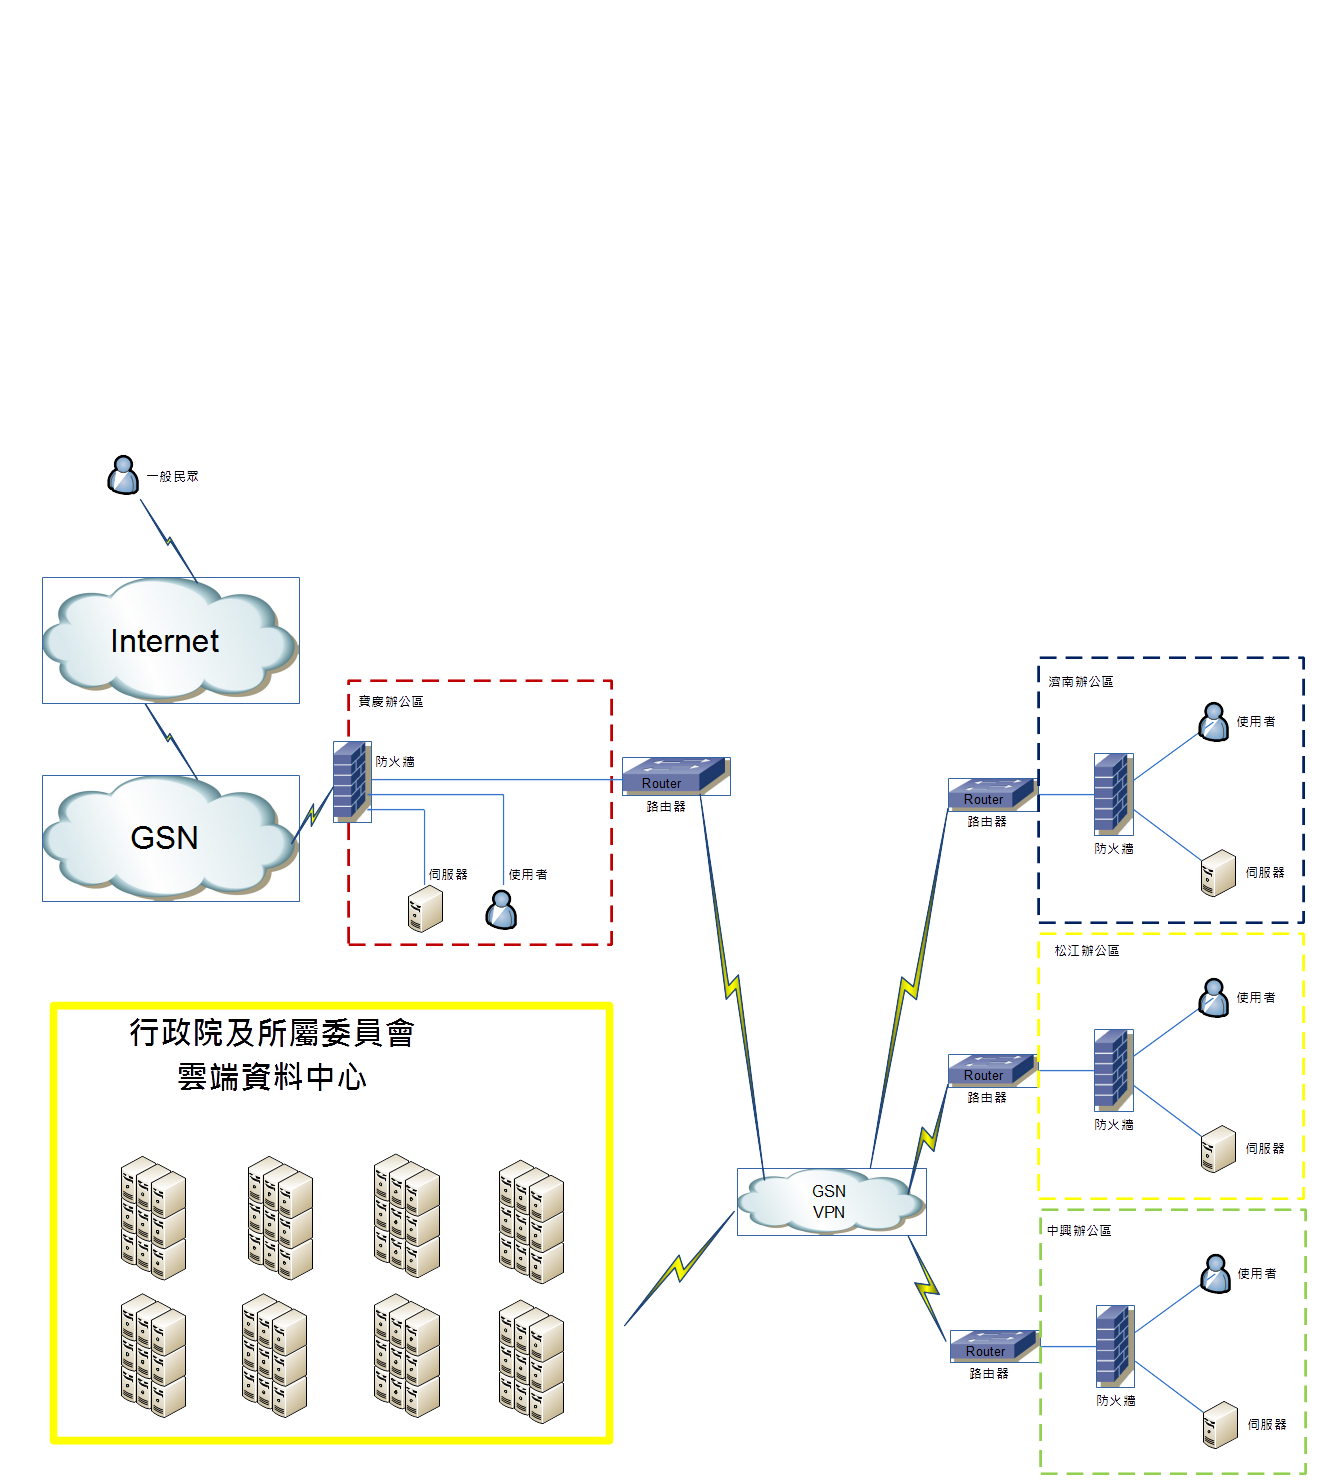 一般民眾
Internet
GSN
寶慶辦公區
防火牆
伺服器
使用者
Router
路由器
行政院及所屬委員會
雲端資料中心
GSN
VPN
濟南辦公區
使用者
Router
路由器
防火牆
伺服器
松江辦公區
使用者
Router
路由器
防火牆
伺服器
中興辦公區
使用者
Router
路由器
防火牆
伺服器